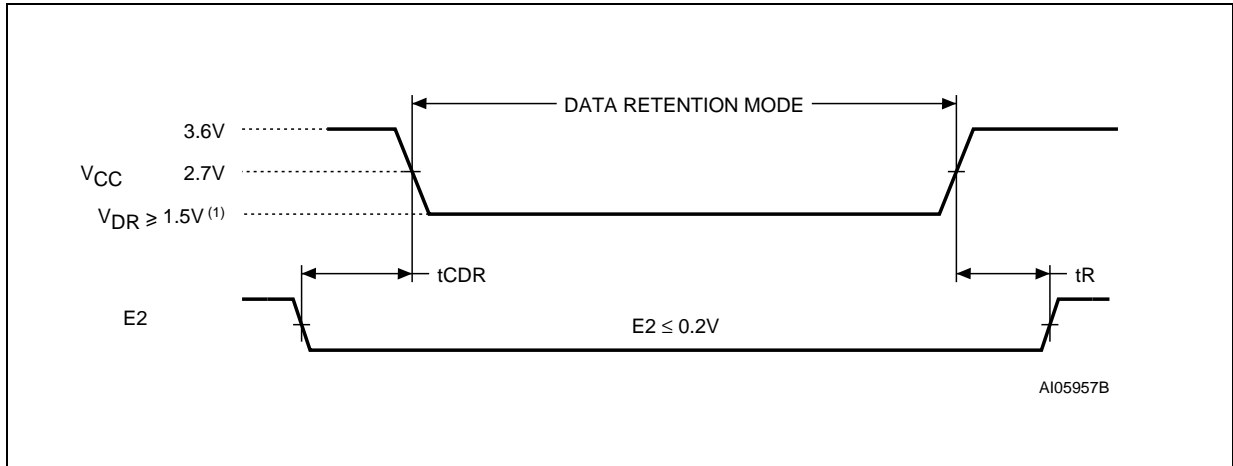 DATA RETENTION MODE
3.6V
VCC 2.7V
VDR ⩾ 1.5V (1)
tCDR tR
E2 E2 ≤ 0.2V
AI05957B